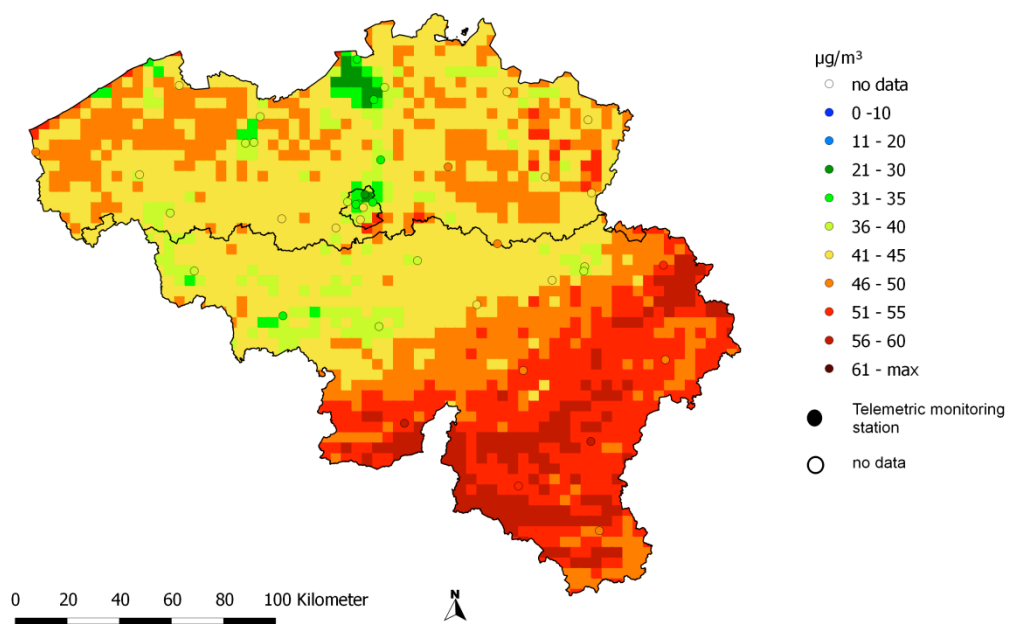 µg/m³
no data
0 -10
11 - 20
21 - 30
31 - 35
36 - 40
41 - 45
46 - 50
51 - 55
56 - 60
61 - max
Telemetric monitoring
station
no data
0 20 40 60 80 100 Kilometer
N